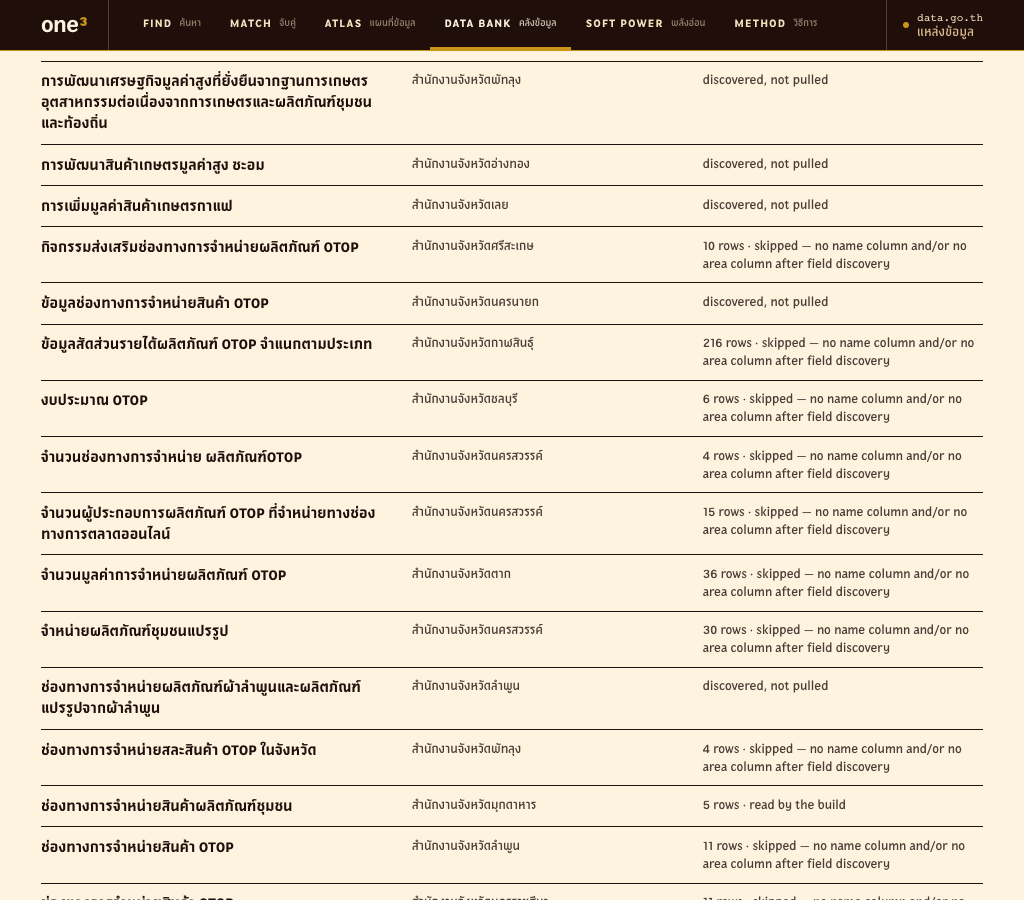 one³
FIND ค้นหา
MATCH จับคู่
ATLAS แผนที่ข้อมูล
DATA BANK คลังข้อมูล
SOFT POWER พลังอ่อน
METHOD วิธีการ
data.go.th
แหล่งข้อมูล
การพัฒนาเศรษฐกิจมูลค่าสูงที่ยั่งยืนจากฐานการเกษตร
อุตสาหกรรมต่อเนื่องจากการเกษตรและผลิตภัณฑ์ชุมชน
และท้องถิ่น
สำนักงานจังหวัดพัทลุง
discovered, not pulled
การพัฒนาสินค้าเกษตรมูลค่าสูง ชะอม
สำนักงานจังหวัดอ่างทอง
discovered, not pulled
การเพิ่มมูลค่าสินค้าเกษตรกาแฟ
สำนักงานจังหวัดเลย
discovered, not pulled
กิจกรรมส่งเสริมช่องทางการจำหน่ายผลิตภัณฑ์ OTOP
สำนักงานจังหวัดศรีสะเกษ
10 rows · skipped — no name column and/or no
area column after field discovery
ข้อมูลช่องทางการจำหน่ายสินค้า OTOP
สำนักงานจังหวัดนครนายก
discovered, not pulled
ข้อมูลสัดส่วนรายได้ผลิตภัณฑ์ OTOP จำแนกตามประเภท
สำนักงานจังหวัดกาฬสินธุ์
216 rows · skipped — no name column and/or no
area column after field discovery
งบประมาณ OTOP
สำนักงานจังหวัดชลบุรี
6 rows · skipped — no name column and/or no
area column after field discovery
จำนวนช่องทางการจำหน่าย ผลิตภัณฑ์OTOP
สำนักงานจังหวัดนครสวรรค์
4 rows · skipped — no name column and/or no
area column after field discovery
จำนวนผู้ประกอบการผลิตภัณฑ์ OTOP ที่จำหน่ายทางช่อง
ทางการตลาดออนไลน์
สำนักงานจังหวัดนครสวรรค์
15 rows · skipped — no name column and/or no
area column after field discovery
จำนวนมูลค่าการจำหน่ายผลิตภัณฑ์ OTOP
สำนักงานจังหวัดตาก
36 rows · skipped — no name column and/or no
area column after field discovery
จำหน่ายผลิตภัณฑ์ชุมชนแปรรูป
สำนักงานจังหวัดนครสวรรค์
30 rows · skipped — no name column and/or no
area column after field discovery
ช่องทางการจำหน่ายผลิตภัณฑ์ผ้าลำพูนและผลิตภัณฑ์
แปรรูปจากผ้าลำพูน
สำนักงานจังหวัดลำพูน
discovered, not pulled
ช่องทางการจำหน่ายสละสินค้า OTOP ในจังหวัด
สำนักงานจังหวัดพัทลุง
4 rows · skipped — no name column and/or no
area column after field discovery
ช่องทางการจำหน่ายสินค้าผลิตภัณฑ์ชุมชน
สำนักงานจังหวัดมุกดาหาร
5 rows · read by the build
ช่องทางการจำหน่ายสินค้า OTOP
สำนักงานจังหวัดลำพูน
11 rows · skipped — no name column and/or no
area column after field discovery